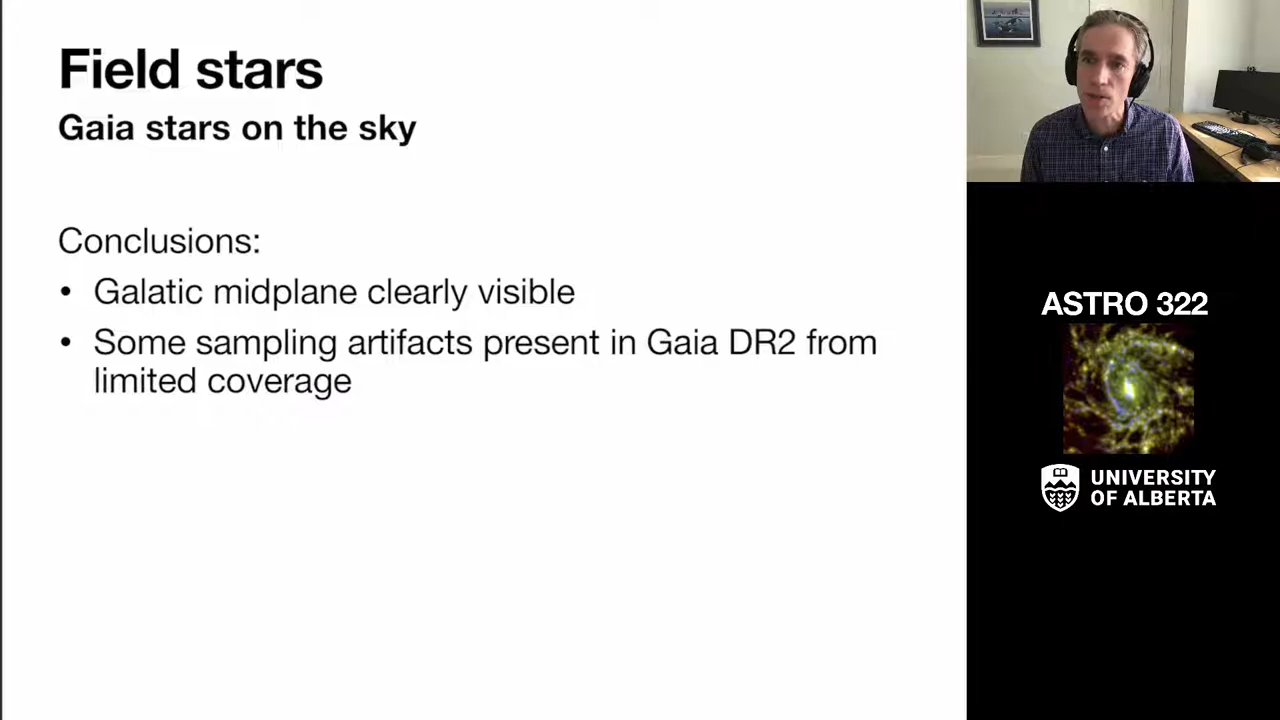 Field stars
Gaia stars on the sky
Conclusions:
• Galatic midplane clearly visible
• Some sampling artifacts present in Gaia DR2 from
limited coverage
ASTRO 322
UNIVERSITY
OF ALBERTA